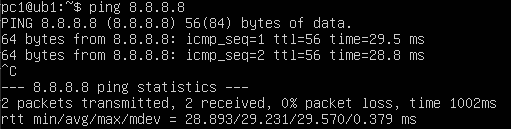 pc1@ub1:~$ ping 8.8.8.8
PING 8.8.8.8 (8.8.8.8) 56(84) bytes of data.
64 bytes from 8.8.8.8: icmp_seq=1 ttl=56 time=29.5 ms
64 bytes from 8.8.8.8: icmp_seq=2 ttl=56 time=28.8 ms
^C
--- 8.8.8.8 ping statistics ---
2 packets transmitted, 2 received, 0% packet loss, time 1002ms
rtt min/avg/max/mdev = 28.893/29.231/29.570/0.379 ms